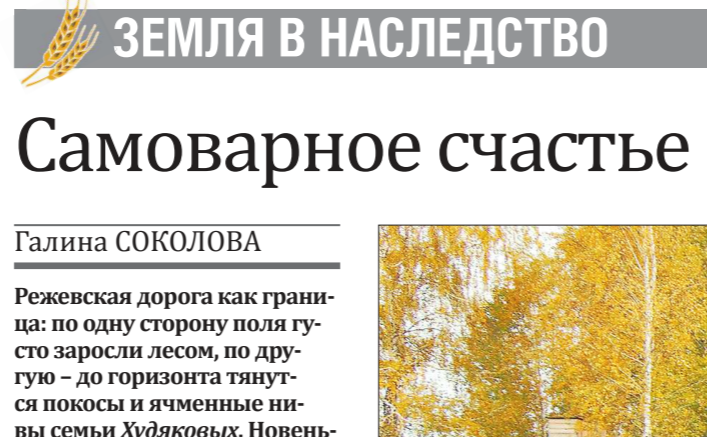 ЗЕМЛЯ В НАСЛЕДСТВО
Самоварное счастье
Галина СОКОЛОВА
Режевская дорога как грани-
ца: по одну сторону поля гу-
сто заросли лесом, по дру-
гую – до горизонта тянут-
ся покосы и ячменные ни-
вы семьи Худяковых. Новень-